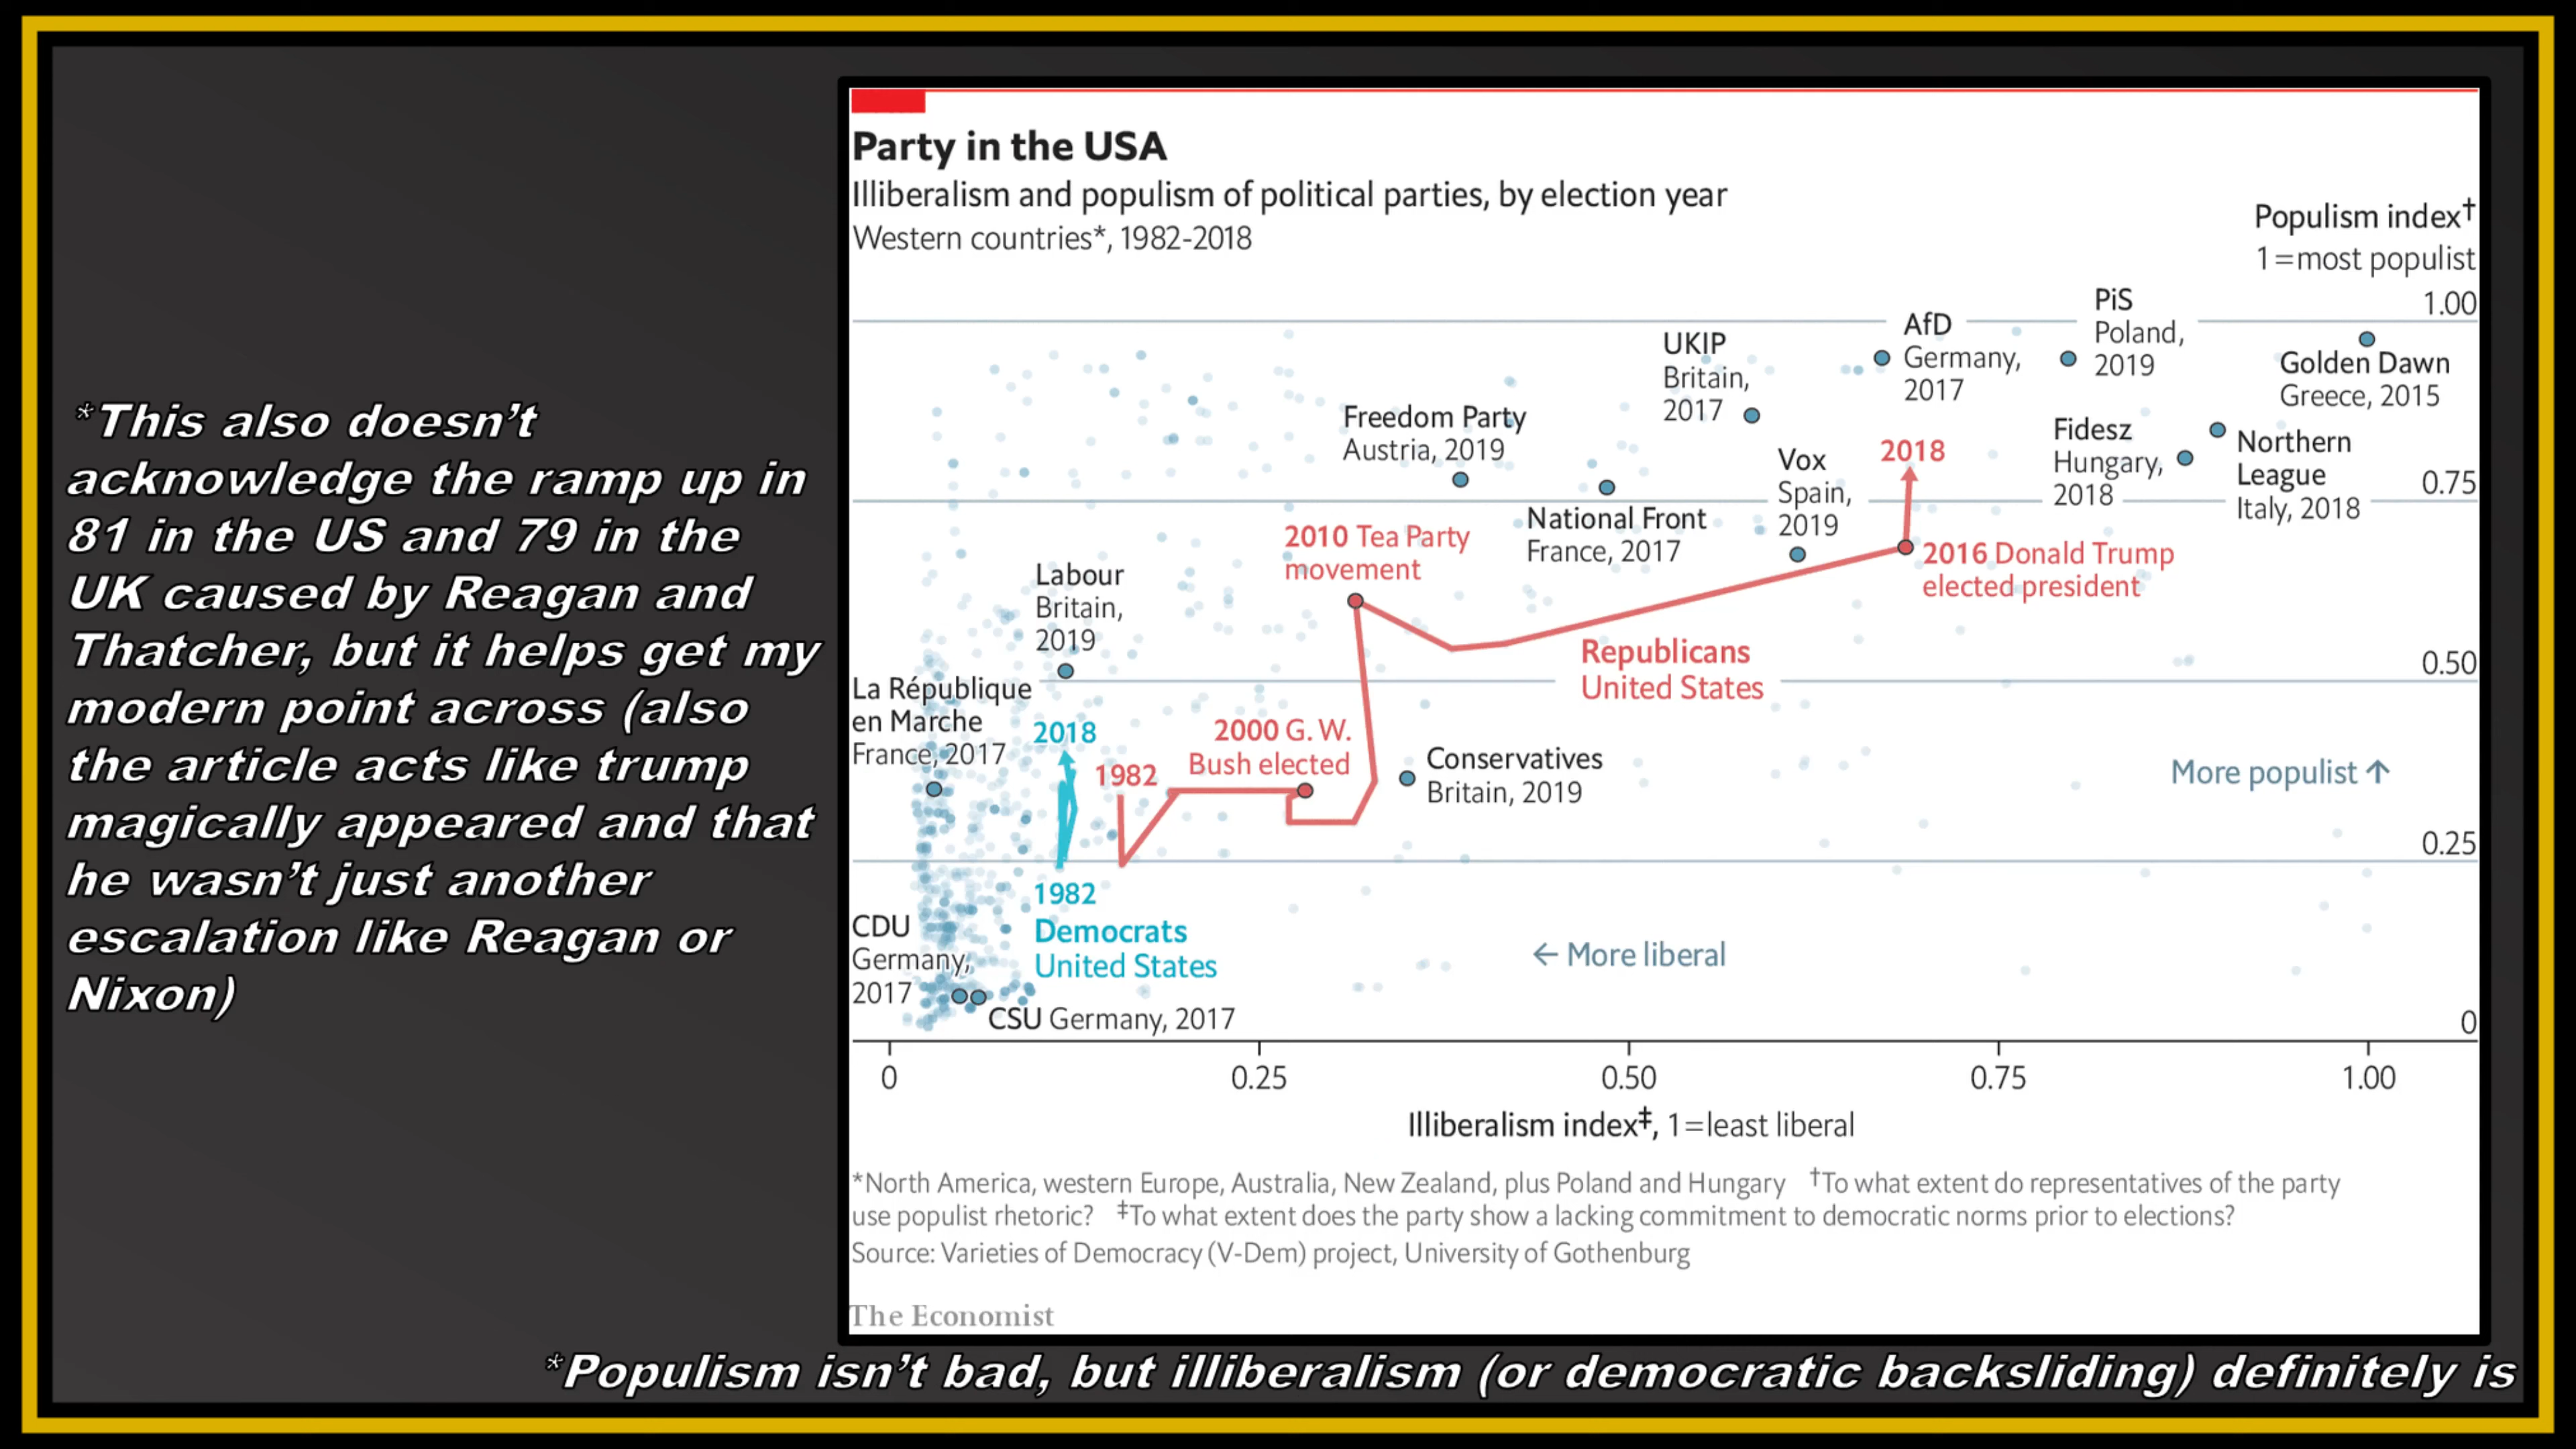 *This also doesn't
acknowledge the ramp up in
81 in the US and 79 in the
UK caused by Reagan and
Thatcher, but it helps get my
modern point across (also
the article acts like trump
magically appeared and that
he wasn't just another
escalation like Reagan or
Nixon)
Party in the USA
Illiberalism and populism of political parties, by election year
Western countries*, 1982-2018
Populism index†
1=most populist
1.00
PiS
Poland,
2019
AfD
Germany,
2017
UKIP
Britain,
2017
Golden Dawn
Greece, 2015
Freedom Party
Austria, 2019
Fidesz
Hungary,
2018
Northern
League
Italy, 2018
2018
Vox
Spain,
2019
0.75
National Front
France, 2017
2010 Tea Party
movement
2016 Donald Trump
elected president
Labour
Britain,
2019
Republicans
United States
0.50
La République
en Marche
France, 2017
2018
1982
2000 G. W.
Bush elected
Conservatives
Britain, 2019
More populist ↑
0.25
1982
Democrats
United States
CDU
Germany,
2017
← More liberal
CSU Germany, 2017
0
0 0.25 0.50 0.75 1.00
Illiberalism index‡, 1=least liberal
*North America, western Europe, Australia, New Zealand, plus Poland and Hungary †To what extent do representatives of the party
use populist rhetoric? ‡To what extent does the party show a lacking commitment to democratic norms prior to elections?
Source: Varieties of Democracy (V-Dem) project, University of Gothenburg
The Economist
*Populism isn't bad, but illiberalism (or democratic backsliding) definitely is